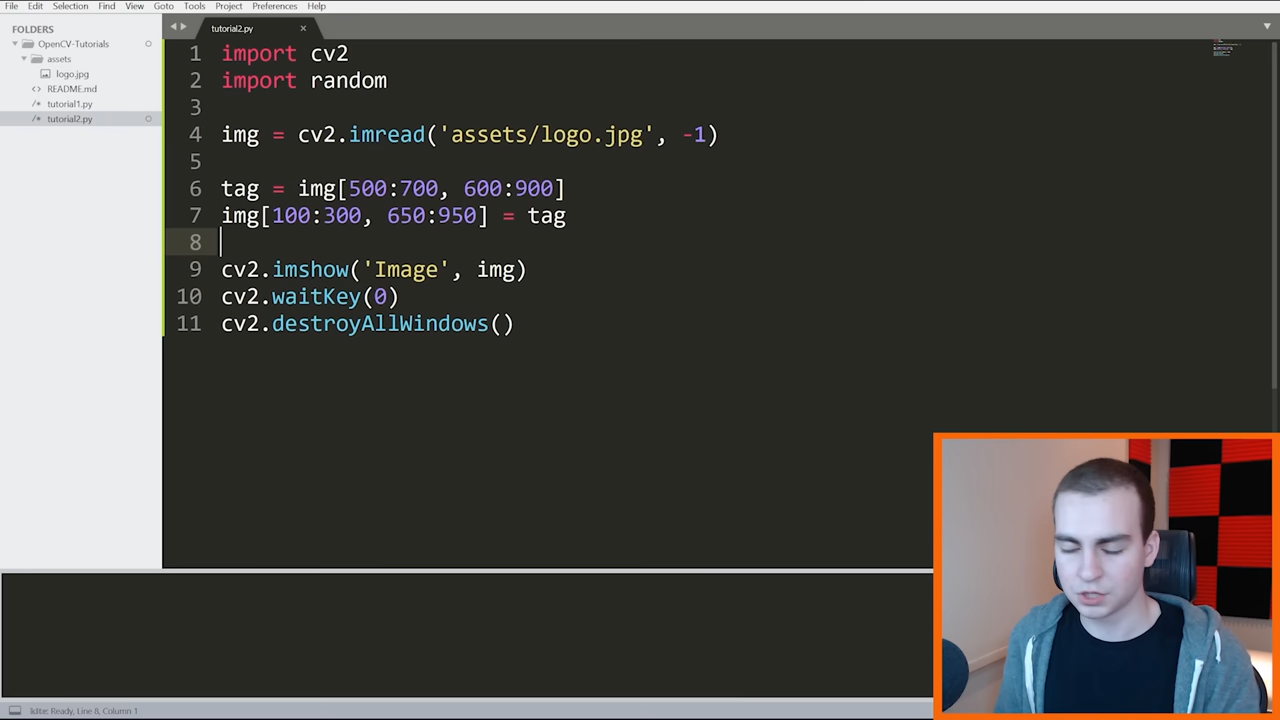 File Edit Selection Find View Goto Tools Project Preferences Help
FOLDERS
OpenCV-Tutorials
assets
logo.jpg
README.md
tutorial1.py
tutorial2.py
tutorial2.py
1 import cv2
2 import random
3
4 img = cv2.imread('assets/logo.jpg', -1)
5
6 tag = img[500:700, 600:900]
7 img[100:300, 650:950] = tag
8
9 cv2.imshow('Image', img)
10 cv2.waitKey(0)
11 cv2.destroyAllWindows()
kite: Ready, Line 8, Column 1